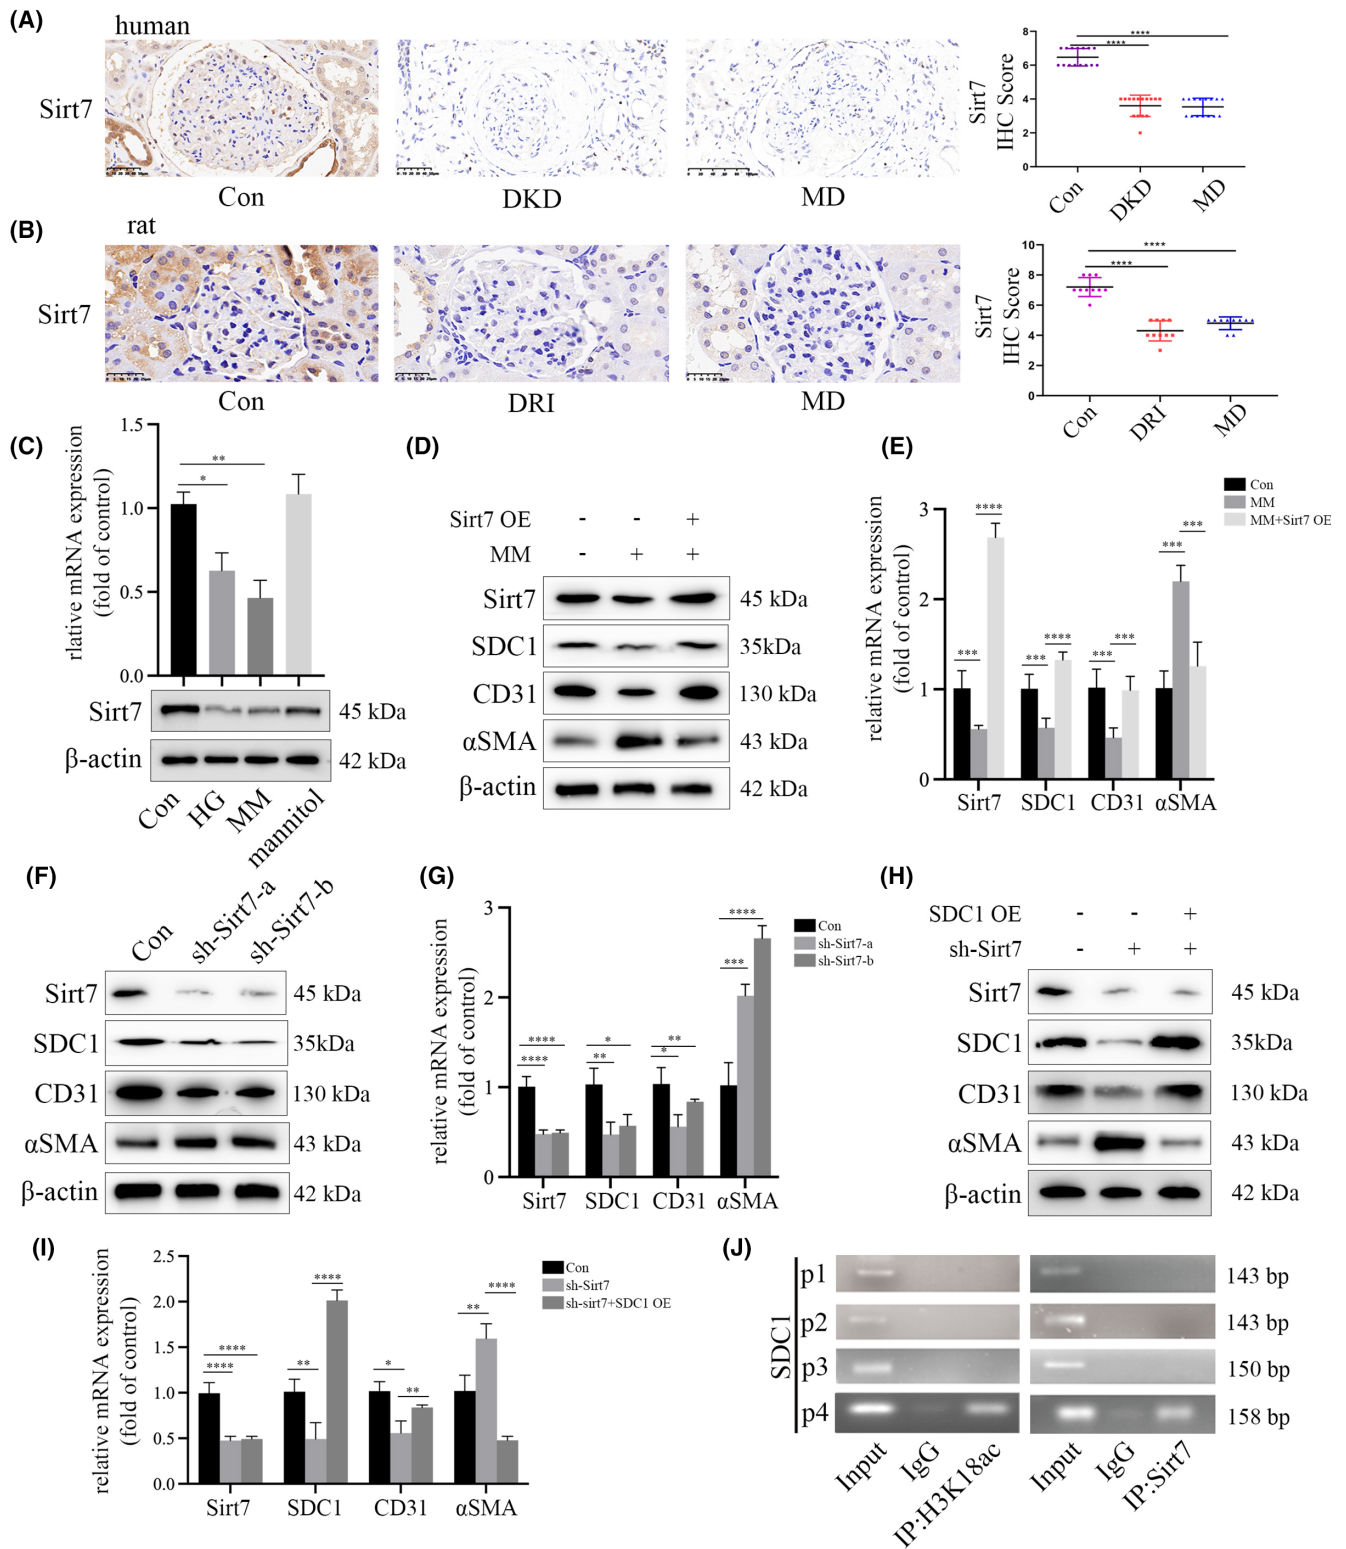 (A)
human
Sirt7
Con
DKD
MD
Sirt7
IHC Score
8
6
4
2
0
****
****
Con
DKD
MD
(B)
rat
Sirt7
Con
DRI
MD
Sirt7
IHC Score
10
8
6
4
2
0
****
****
Con
DRI
MD
(C)
rlative mRNA expression
(fold of control)
1.5
1.0
0.5
0.0
**
*
Sirt7
45 kDa
β-actin
42 kDa
Con
HG
MM
mannitol
(D)
Sirt7 OE - - +
MM - + +
Sirt7 45 kDa
SDC1 35kDa
CD31 130 kDa
αSMA 43 kDa
β-actin 42 kDa
(E)
relative mRNA expression
(fold of control)
3
2
1
0
Con
MM
MM+Sirt7 OE
*** ****
*** ****
*** ***
*** ***
Sirt7 SDC1 CD31 αSMA
(F)
Con
sh-Sirt7-a
sh-Sirt7-b
Sirt7 45 kDa
SDC1 35kDa
CD31 130 kDa
αSMA 43 kDa
β-actin 42 kDa
(G)
relative mRNA expression
(fold of control)
3
2
1
0
Con
sh-Sirt7-a
sh-Sirt7-b
****
****
*
**
**
*
****
***
Sirt7 SDC1 CD31 αSMA
(H)
SDC1 OE - - +
sh-Sirt7 - + +
Sirt7 45 kDa
SDC1 35kDa
CD31 130 kDa
αSMA 43 kDa
β-actin 42 kDa
(I)
relative mRNA expression
(fold of control)
2.5
2.0
1.5
1.0
0.5
0.0
Con
sh-Sirt7
sh-sirt7+SDC1 OE
****
****
****
**
*
**
****
**
Sirt7 SDC1 CD31 αSMA
(J)
SDC1
p1 143 bp
p2 143 bp
p3 150 bp
p4 158 bp
Input
IgG
IP:H3K18ac
Input
IgG
IP:Sirt7